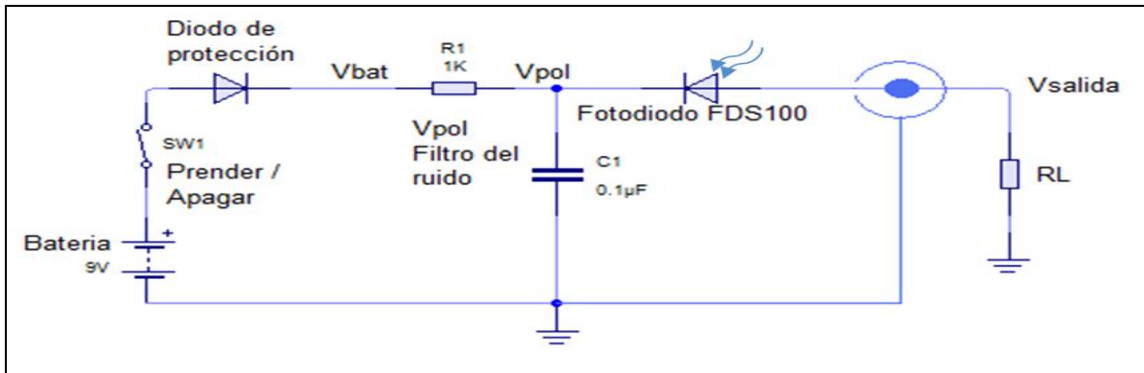 Diodo de
protección
Vbat
R1
1K
Vpol
Vsalida
Fotodiodo FDS100
SW1
Prender /
Apagar
Vpol
Filtro del
ruido
C1
0.1µF
RL
Bateria
9V
+